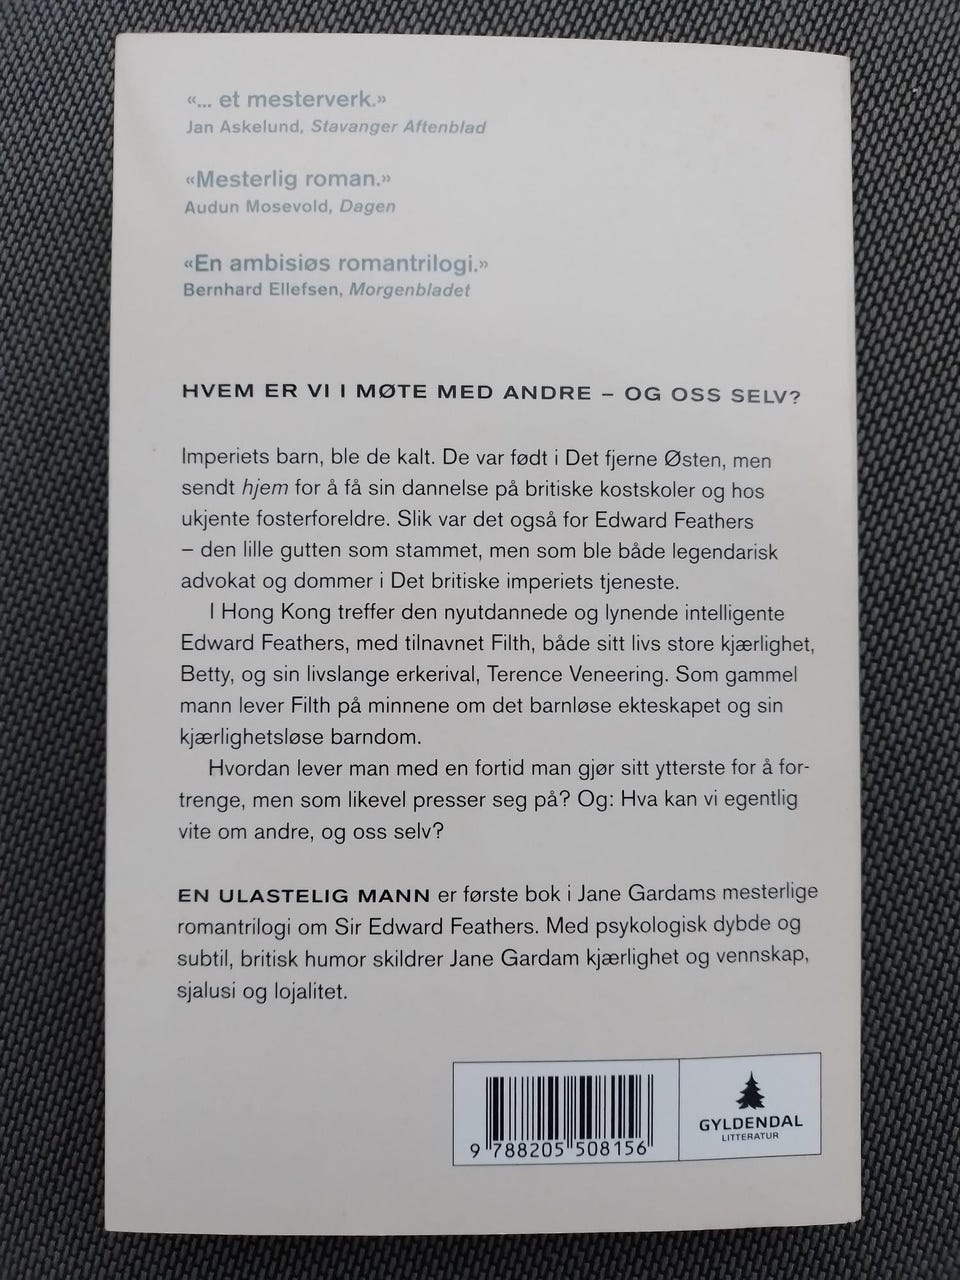 «... et mesterverk.»
Jan Askelund, Stavanger Aftenblad
«Mesterlig roman.»
Audun Mosevold, Dagen
«En ambisiøs romantrilogi.»
Bernhard Ellefsen, Morgenbladet
HVEM ER VI I MØTE MED ANDRE – OG OSS SELV?
Imperiets barn, ble de kalt. De var født i Det fjerne Østen, men
sendt hjem for å få sin dannelse på britiske kostskoler og hos
ukjente fosterforeldre. Slik var det også for Edward Feathers
– den lille gutten som stammet, men som ble både legendarisk
advokat og dommer i Det britiske imperiets tjeneste.
I Hong Kong treffer den nyutdannede og lynende intelligente
Edward Feathers, med tilnavnet Filth, både sitt livs store kjærlighet,
Betty, og sin livslange erkerival, Terence Veneering. Som gammel
mann lever Filth på minnene om det barnløse ekteskapet og sin
kjærlighetsløse barndom.
Hvordan lever man med en fortid man gjør sitt ytterste for å for-
trenge, men som likevel presser seg på? Og: Hva kan vi egentlig
vite om andre, og oss selv?
EN ULASTELIG MANN er første bok i Jane Gardams mesterlige
romantrilogi om Sir Edward Feathers. Med psykologisk dybde og
subtil, britisk humor skildrer Jane Gardam kjærlighet og vennskap,
sjalusi og lojalitet.
9 788205 508156
GYLDENDAL
LITTERATUR